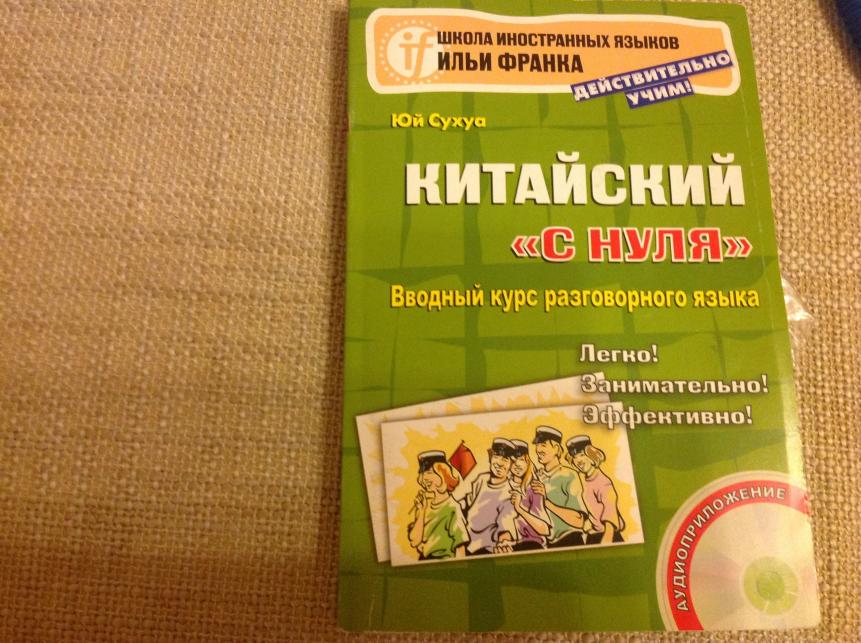 if
ШКОЛА ИНОСТРАННЫХ ЯЗЫКОВ
ИЛЬИ ФРАНКА
ДЕЙСТВИТЕЛЬНО
УЧИМ!
Юй Сухуа
КИТАЙСКИЙ
«С НУЛЯ»
Вводный курс разговорного языка
Легко!
Занимательно!
Эффективно!
АУДИОПРИЛОЖЕНИЕ